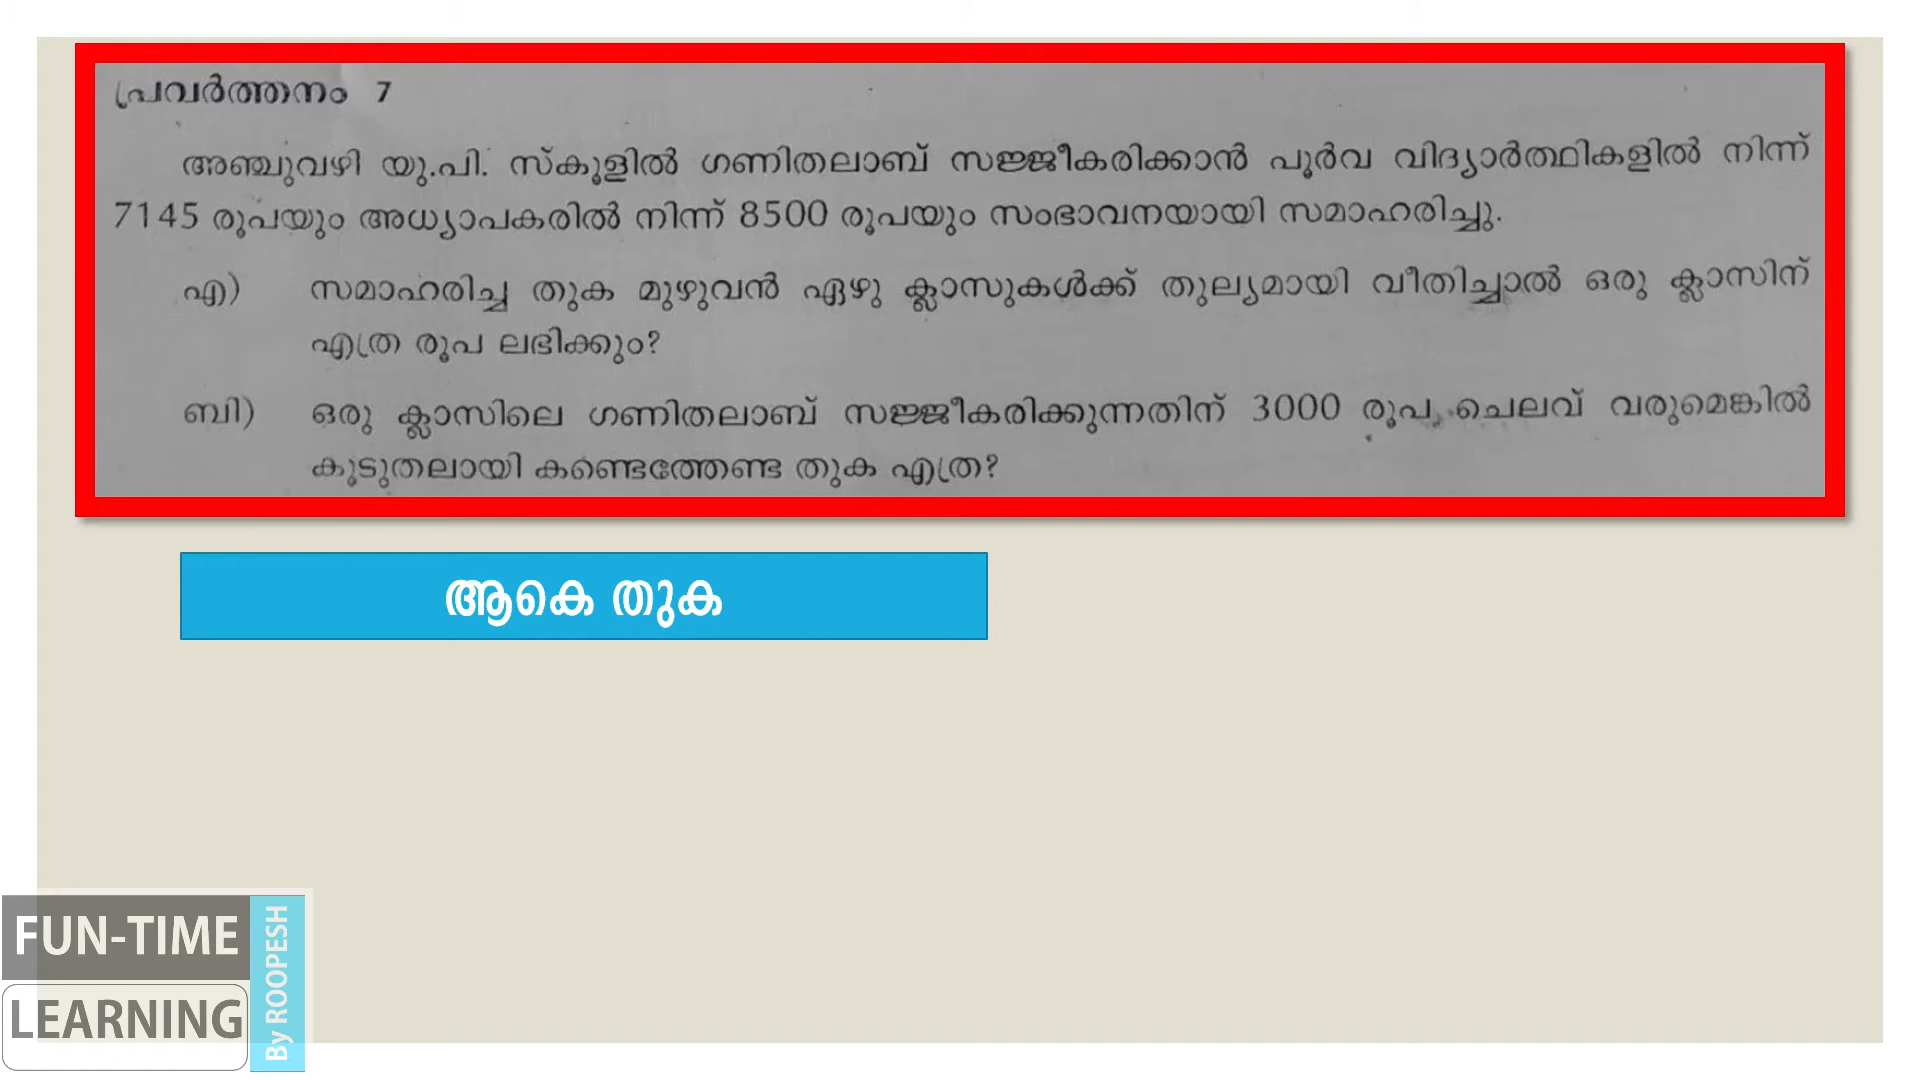 പ്രവർത്തനം 7
അഞ്ചുവഴി യു.പി. സ്കൂളിൽ ഗണിതലാബ് സജ്ജീകരിക്കാൻ പൂർവ വിദ്യാർത്ഥികളിൽ നിന്ന്
7145 രൂപയും അധ്യാപകരിൽ നിന്ന് 8500 രൂപയും സംഭാവനയായി സമാഹരിച്ചു.
എ) സമാഹരിച്ച തുക മുഴുവൻ ഏഴു ക്ലാസുകൾക്ക് തുല്യമായി വീതിച്ചാൽ ഒരു ക്ലാസിന്
എത്ര രൂപ ലഭിക്കും?
ബി) ഒരു ക്ലാസിലെ ഗണിതലാബ് സജ്ജീകരിക്കുന്നതിന് 3000 രൂപ ചെലവ് വരുമെങ്കിൽ
കൂടുതലായി കണ്ടെത്തേണ്ട തുക എത്ര?
ആകെ തുക
FUN-TIME
LEARNING
By ROOPESH